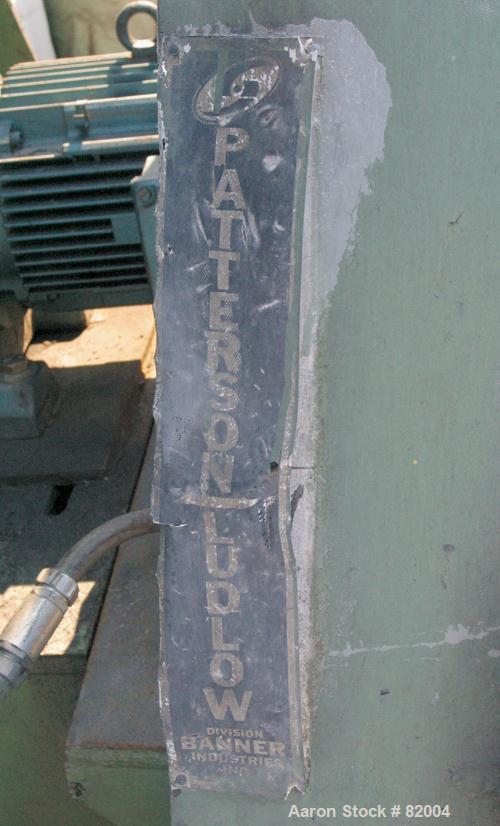 PATTERSON-LUDLOW
DIVISION
BANNER
INDUSTRIES
INC.
Aaron Stock # 82004